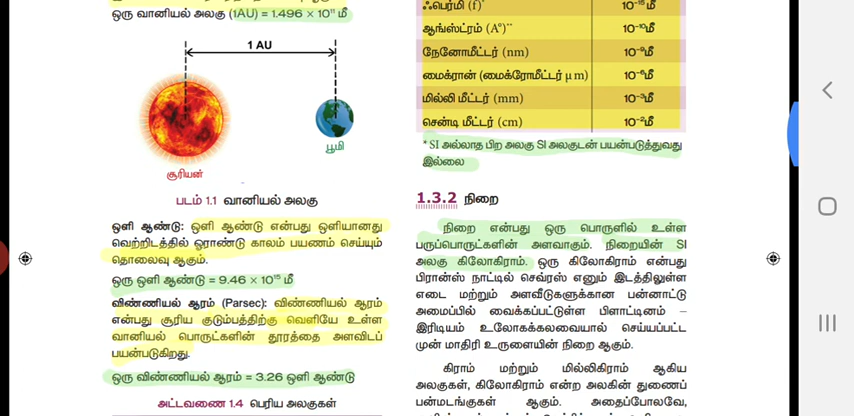 ஒரு வானியல் அலகு (1AU) = 1.496 × 10¹¹ மீ
1 AU
பூமி
சூரியன்
படம் 1.1 வானியல் அலகு
ஒளி ஆண்டு: ஒளி ஆண்டு என்பது ஒளியானது
வெற்றிடத்தில் ஓராண்டு காலம் பயணம் செய்யும்
தொலைவு ஆகும்.
ஒரு ஒளி ஆண்டு = 9.46 × 10¹⁵ மீ
விண்ணியல் ஆரம் (Parsec): விண்ணியல் ஆரம்
என்பது சூரிய குடும்பத்திற்கு வெளியே உள்ள
வானியல் பொருட்களின் தூரத்தை அளவிடப்
பயன்படுகிறது.
ஒரு விண்ணியல் ஆரம் = 3.26 ஒளி ஆண்டு
அட்டவணை 1.4 பெரிய அலகுகள்
ஃபெர்மி (f)* 10⁻¹⁵மீ
ஆங்ஸ்ட்ரம் (A°)** 10⁻¹⁰மீ
நேனோமீட்டர் (nm) 10⁻⁹மீ
மைக்ரான் (மைக்ரோமீட்டர் μ m) 10⁻⁶மீ
மில்லி மீட்டர் (mm) 10⁻³மீ
சென்டி மீட்டர் (cm) 10⁻²மீ
* SI அல்லாத பிற அலகு SI அலகுடன் பயன்படுத்துவது
இல்லை
1.3.2 நிறை
நிறை என்பது ஒரு பொருளில் உள்ள
பருப்பொருட்களின் அளவாகும். நிறையின் SI
அலகு கிலோகிராம். ஒரு கிலோகிராம் என்பது
பிரான்ஸ் நாட்டில் செவ்ரஸ் எனும் இடத்திலுள்ள
எடை மற்றும் அளவீடுகளுக்கான பன்னாட்டு
அமைப்பில் வைக்கப்பட்டுள்ள பிளாட்டினம் –
இரிடியம் உலோகக்கலவையால் செய்யப்பட்ட
முன் மாதிரி உருளையின் நிறை ஆகும்.
கிராம் மற்றும் மில்லிகிராம் ஆகிய
அலகுகள், கிலோகிராம் என்ற அலகின் துணைப்
பன்மடங்குகள் ஆகும். அதைப்போலவே,